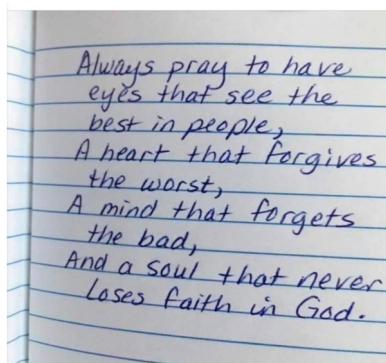 Always pray to have
eyes that see the
best in people,
A heart that forgives
the worst,
A mind that forgets
the bad,
And a soul that never
loses faith in God.